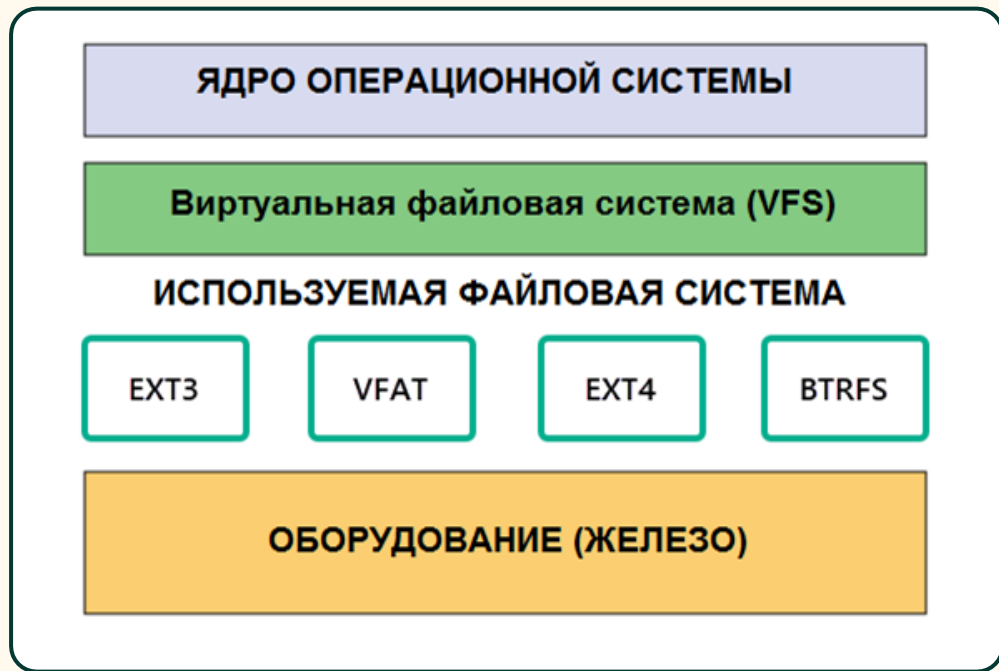 ЯДРО ОПЕРАЦИОННОЙ СИСТЕМЫ
Виртуальная файловая система (VFS)
ИСПОЛЬЗУЕМАЯ ФАЙЛОВАЯ СИСТЕМА
EXT3 VFAT EXT4 BTRFS
ОБОРУДОВАНИЕ (ЖЕЛЕЗО)